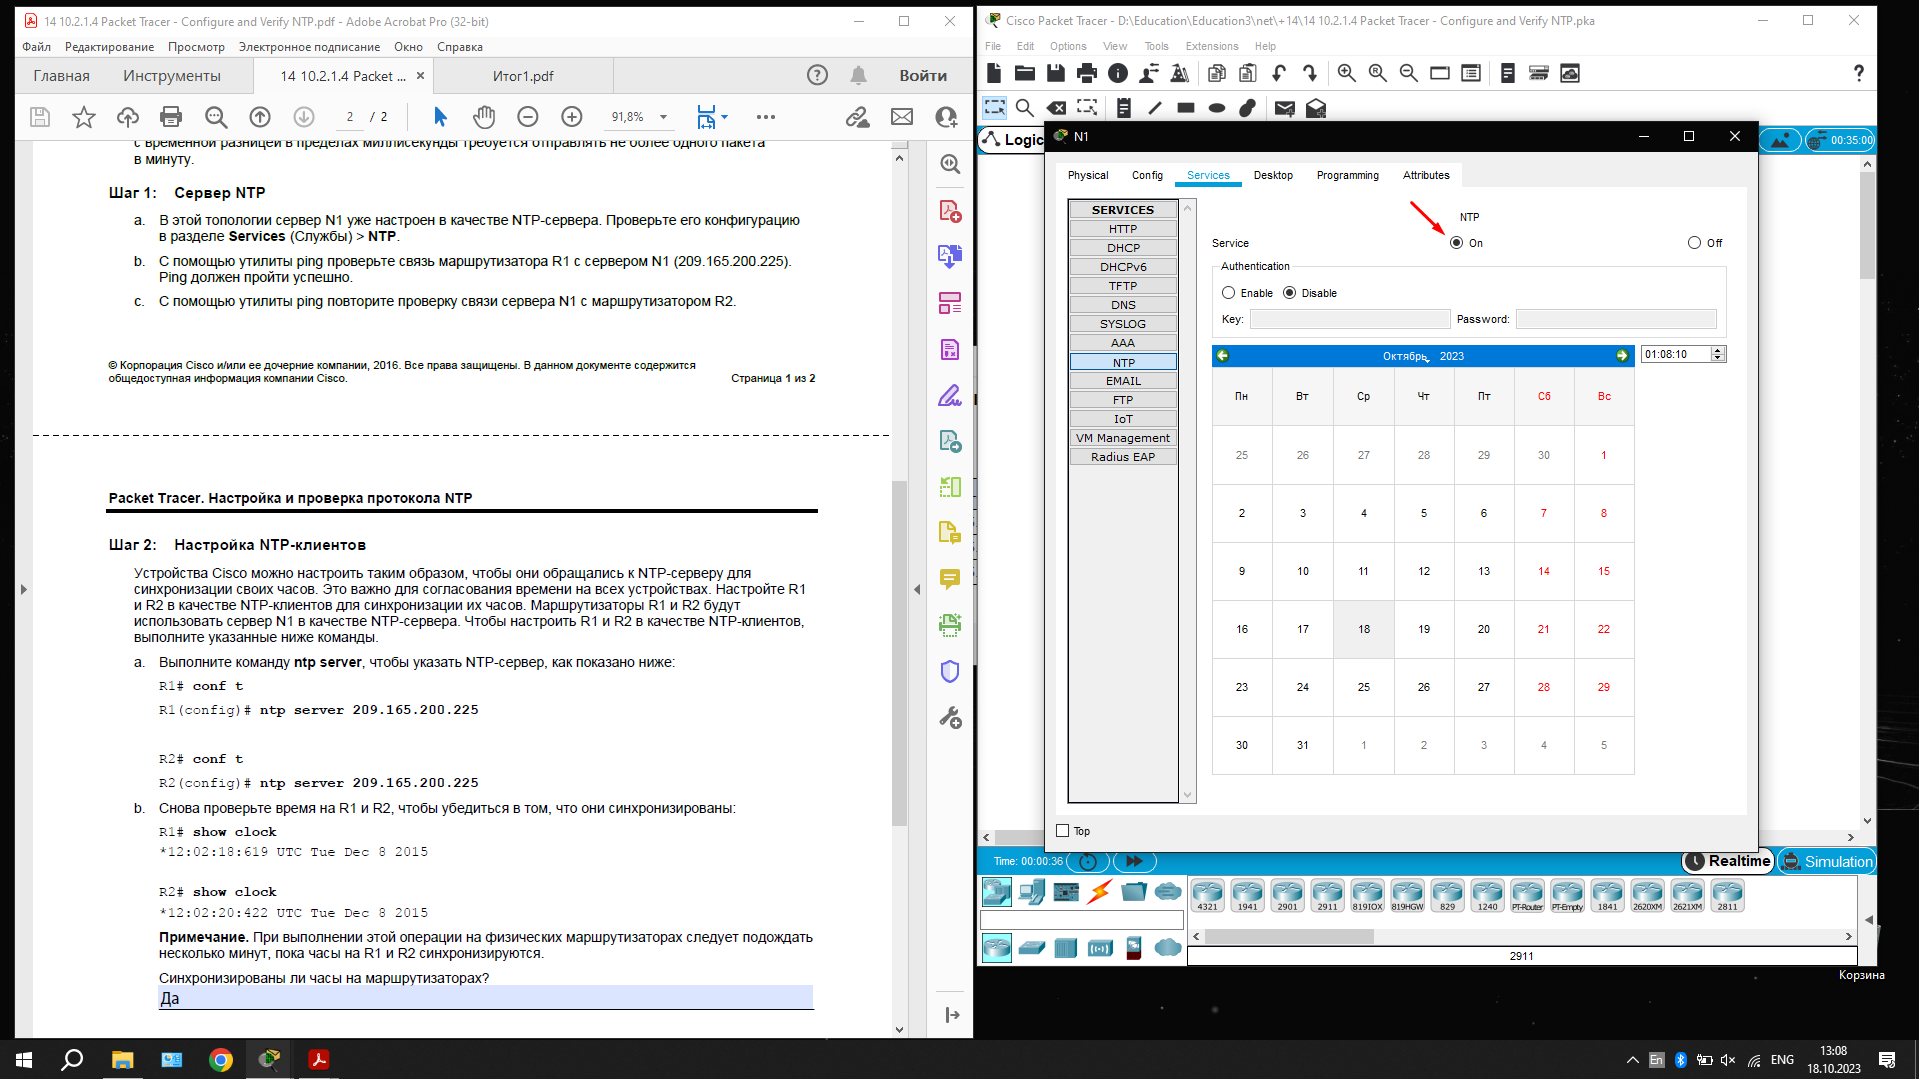 14 10.2.1.4 Packet Tracer - Configure and Verify NTP.pdf - Adobe Acrobat Pro (32-bit)
Файл Редактирование Просмотр Электронное подписание Окно Справка
Главная Инструменты 14 10.2.1.4 Packet ... × Итог1.pdf Войти
2 / 2 91,8%
с временной разницей в пределах миллисекунды требуется отправлять не более одного пакета
в минуту.
Шаг 1: Сервер NTP
a. В этой топологии сервер N1 уже настроен в качестве NTP-сервера. Проверьте его конфигурацию
в разделе Services (Службы) > NTP.
b. С помощью утилиты ping проверьте связь маршрутизатора R1 с сервером N1 (209.165.200.225).
Ping должен пройти успешно.
c. С помощью утилиты ping повторите проверку связи сервера N1 с маршрутизатором R2.
© Корпорация Cisco и/или ее дочерние компании, 2016. Все права защищены. В данном документе содержится
общедоступная информация компании Cisco. Страница 1 из 2
Packet Tracer. Настройка и проверка протокола NTP
Шаг 2: Настройка NTP-клиентов
Устройства Cisco можно настроить таким образом, чтобы они обращались к NTP-серверу для
синхронизации своих часов. Это важно для согласования времени на всех устройствах. Настройте R1
и R2 в качестве NTP-клиентов для синхронизации их часов. Маршрутизаторы R1 и R2 будут
использовать сервер N1 в качестве NTP-сервера. Чтобы настроить R1 и R2 в качестве NTP-клиентов,
выполните указанные ниже команды.
a. Выполните команду ntp server, чтобы указать NTP-сервер, как показано ниже:
R1# conf t
R1(config)# ntp server 209.165.200.225
R2# conf t
R2(config)# ntp server 209.165.200.225
b. Снова проверьте время на R1 и R2, чтобы убедиться в том, что они синхронизированы:
R1# show clock
*12:02:18:619 UTC Tue Dec 8 2015
R2# show clock
*12:02:20:422 UTC Tue Dec 8 2015
Примечание. При выполнении этой операции на физических маршрутизаторах следует подождать
несколько минут, пока часы на R1 и R2 синхронизируются.
Синхронизированы ли часы на маршрутизаторах?
Да
Cisco Packet Tracer - D:\Education\Education3\net\+14\14 10.2.1.4 Packet Tracer - Configure and Verify NTP.pka
File Edit Options View Tools Extensions Help
Logic 00:35:00
N1
Physical Config Services Desktop Programming Attributes
SERVICES
HTTP
DHCP
DHCPv6
TFTP
DNS
SYSLOG
AAA
NTP
EMAIL
FTP
IoT
VM Management
Radius EAP
NTP
Service On Off
Authentication
Enable Disable
Key: Password:
Октябрь, 2023 01:08:10
Пн Вт Ср Чт Пт Сб Вс
25 26 27 28 29 30 1
2 3 4 5 6 7 8
9 10 11 12 13 14 15
16 17 18 19 20 21 22
23 24 25 26 27 28 29
30 31 1 2 3 4 5
Top
Time: 00:00:36 Realtime Simulation
4321 1941 2901 2911 819IOX 819HGW 829 1240 PT-Router PT-Empty 1841 2620XM 2621XM 2811
2911
Корзина
En ENG 13:08
18.10.2023